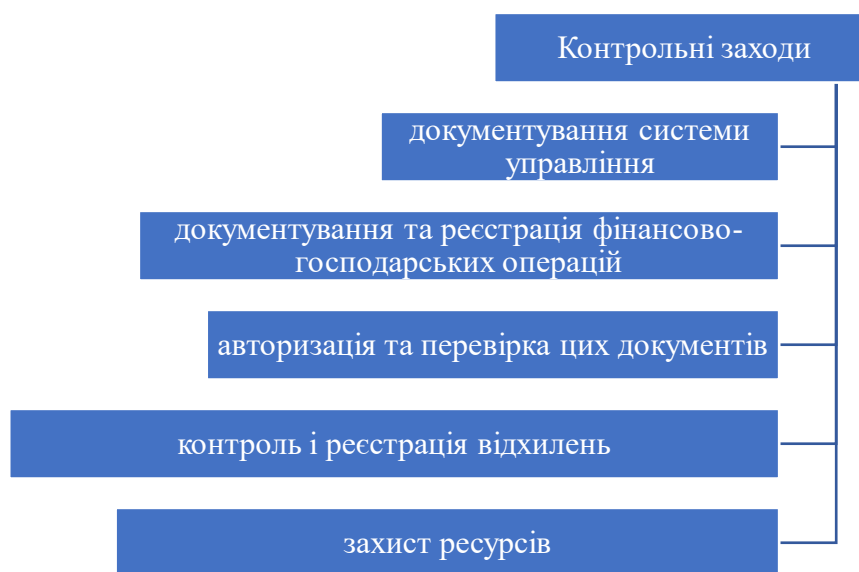 Контрольні заходи
документування системи
управління
документування та реєстрація фінансово-
господарських операцій
авторизація та перевірка цих документів
контроль і реєстрація відхилень
захист ресурсів